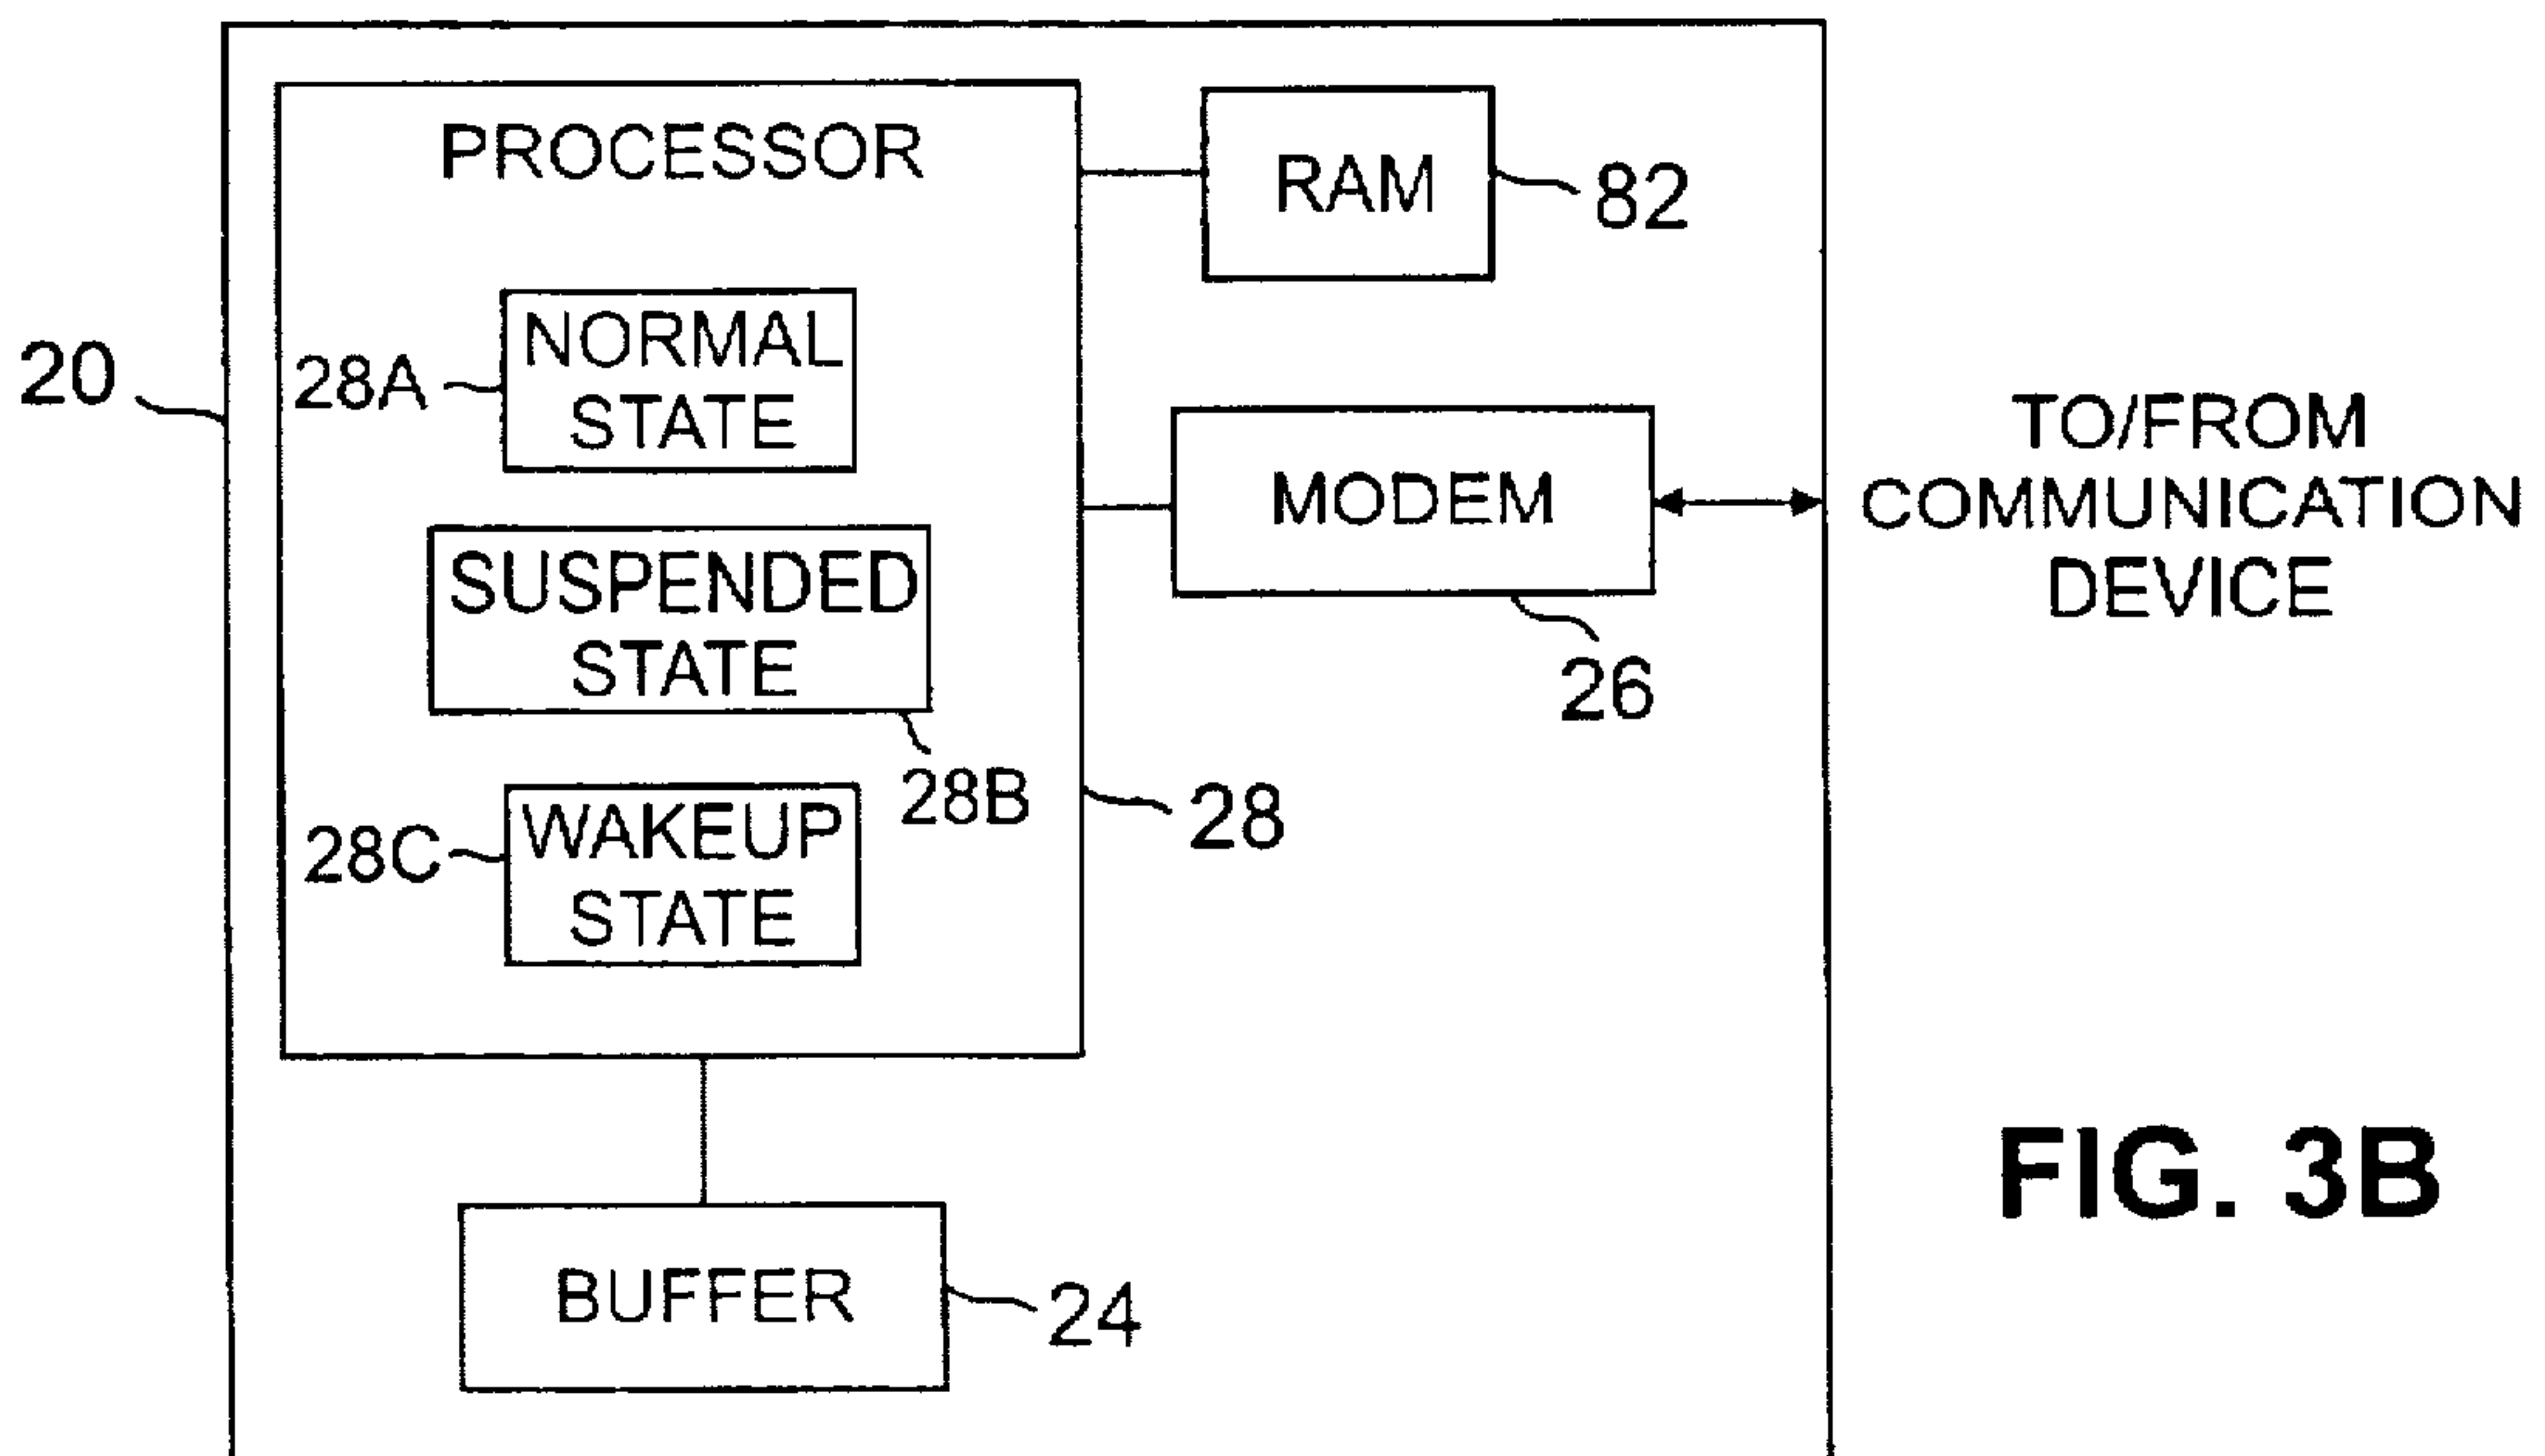 PROCESSOR
RAM
82
20
28A
NORMAL
STATE
SUSPENDED
STATE
28B
28C
WAKEUP
STATE
28
MODEM
26
TO/FROM
COMMUNICATION
DEVICE
BUFFER
24
FIG. 3B